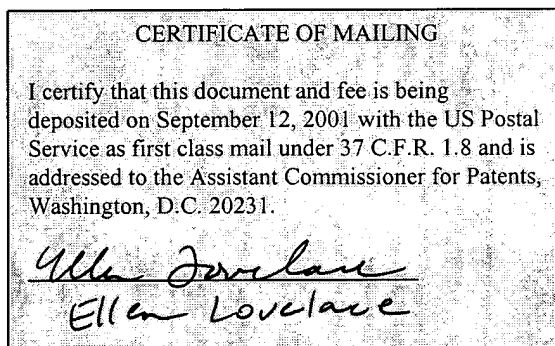 CERTIFICATE OF MAILING
I certify that this document and fee is being
deposited on September 12, 2001 with the US Postal
Service as first class mail under 37 C.F.R. 1.8 and is
addressed to the Assistant Commissioner for Patents,
Washington, D.C. 20231.
Ellen Lovelace
Ellen Lovelace